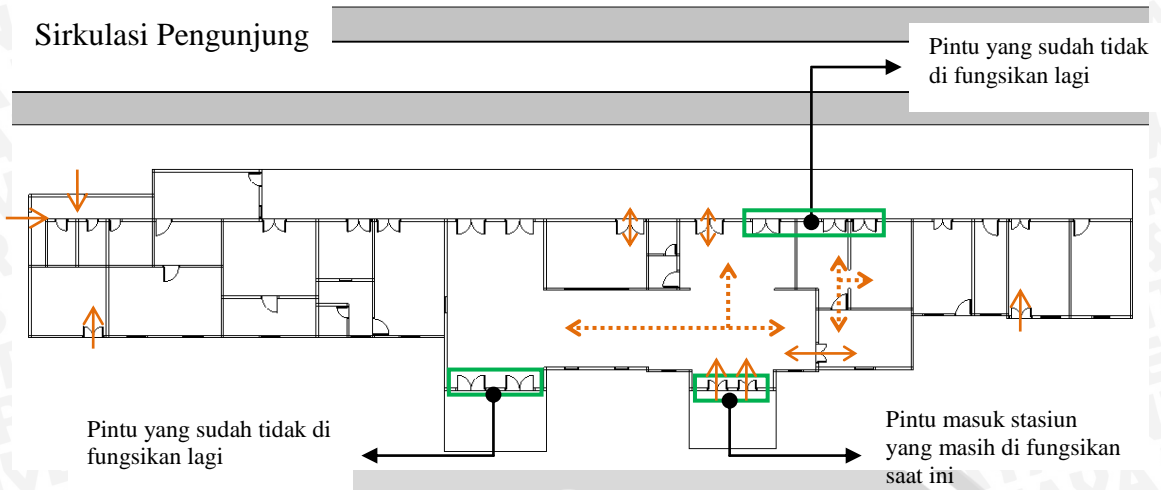 Sirkulasi Pengunjung
Pintu yang sudah tidak
di fungsikan lagi
Pintu yang sudah tidak di
fungsikan lagi
Pintu masuk stasiun
yang masih di fungsikan
saat ini